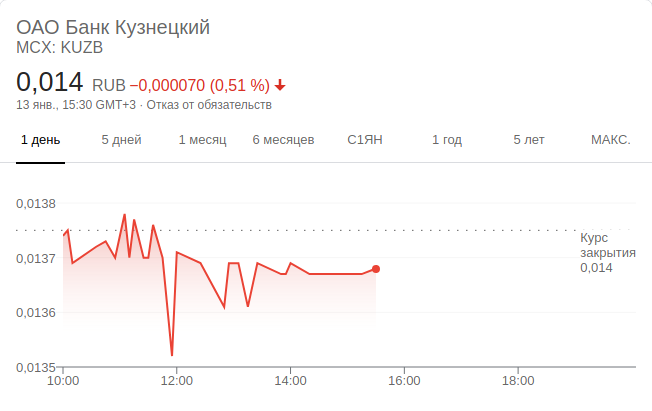 ОАО Банк Кузнецкий
MCX: KUZB
0,014 RUB −0,000070 (0,51 %)
13 янв., 15:30 GMT+3 · Отказ от обязательств
1 день 5 дней 1 месяц 6 месяцев С1ЯН 1 год 5 лет МАКС.
0,0138
Курс
закрытия
0,014
0,0137
0,0136
0,0135
10:00 12:00 14:00 16:00 18:00